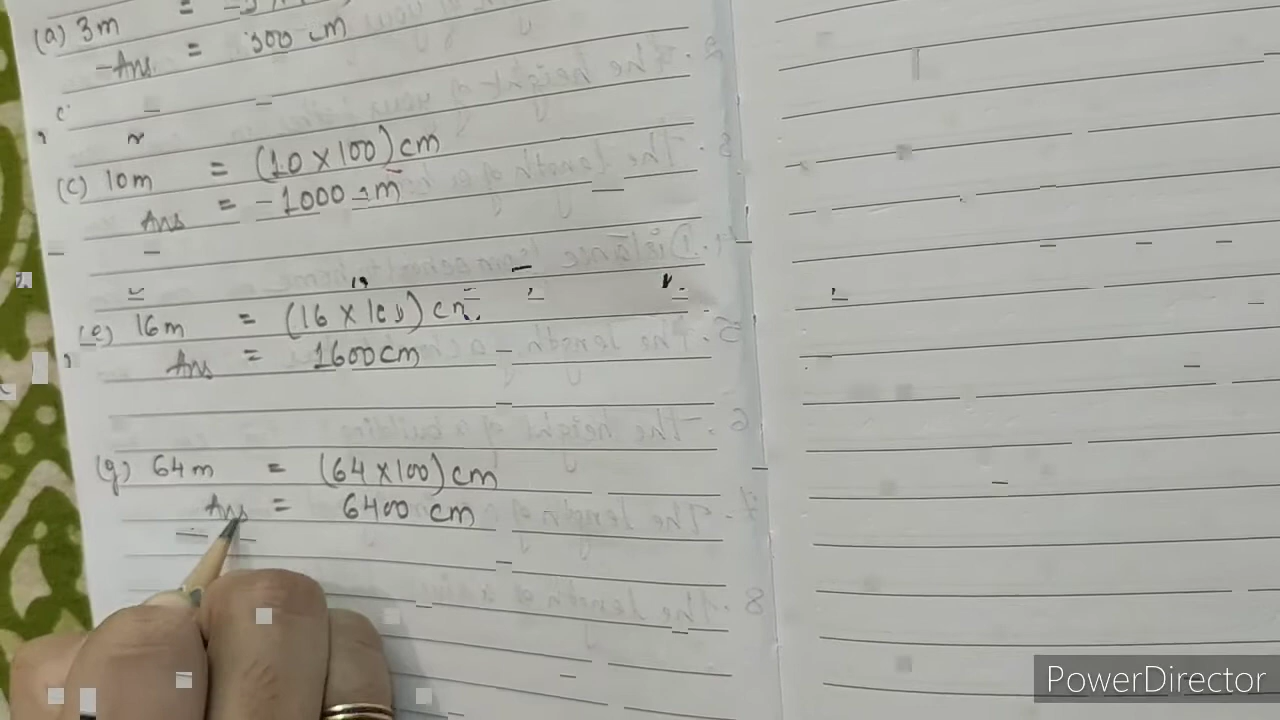 (a) 3m =
Ans = 300 cm
(c) 10m = (10 x 100) cm
Ans = 1000 cm
(e) 16m = (16 x 100) cm
Ans = 1600 cm
(g) 64m = (64 x 100) cm
Ans = 6400 cm
PowerDirector